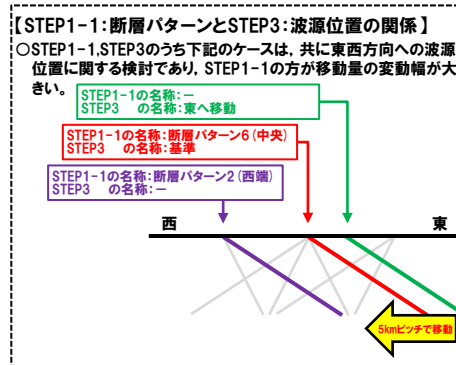 【STEP1-1:断層パターンとSTEP3:波源位置の関係】
○STEP1-1,STEP3のうち下記のケースは，共に東西方向への波源
位置に関する検討であり，STEP1-1の方が移動量の変動幅が大
きい。
STEP1-1の名称:－
STEP3　の名称:東へ移動
STEP1-1の名称:断層パターン6(中央)
STEP3　の名称:基準
STEP1-1の名称:断層パターン2(西端)
STEP3　の名称:－
西
東
5kmピッチで移動